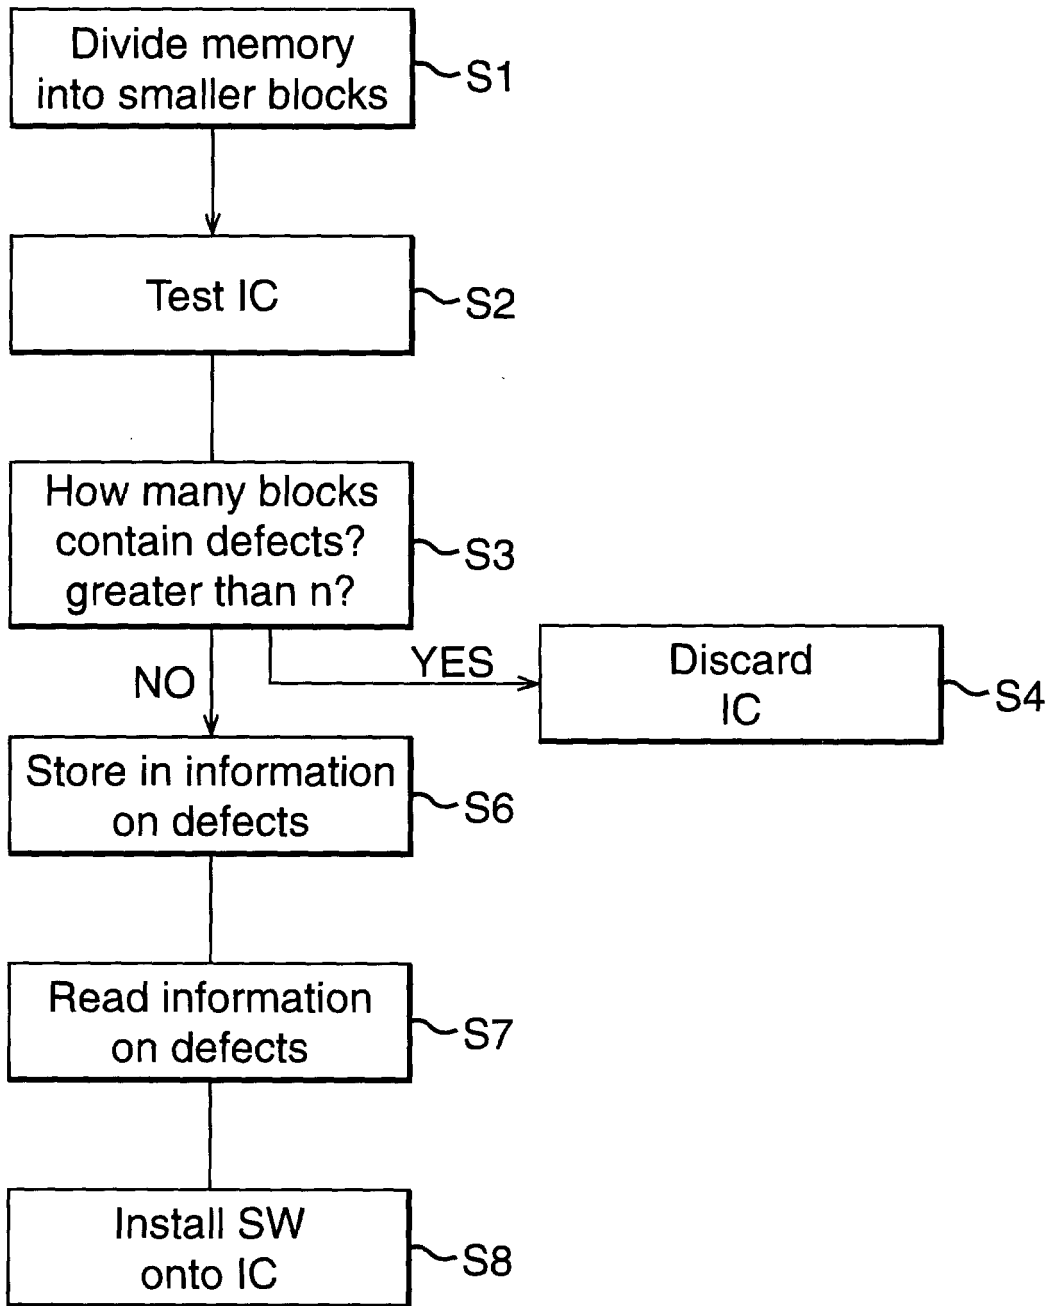 Divide memory
into smaller blocks
S1
Test IC
S2
How many blocks
contain defects?
greater than n?
S3
NO
YES
Discard
IC
S4
Store in information
on defects
S6
Read information
on defects
S7
Install SW
onto IC
S8